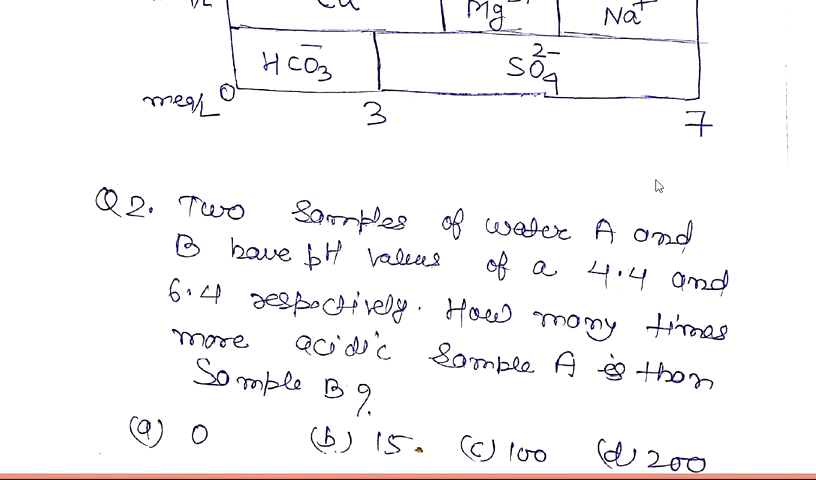 Mg Na⁺
HCO₃⁻ SO₄²⁻
meq/L 0 3 7
Q2. Two samples of water A and
B have pH values of a 4.4 and
6.4 respectively. How many times
more acidic sample A is than
Sample B?
(a) 0 (b) 15. (c) 100 (d) 200